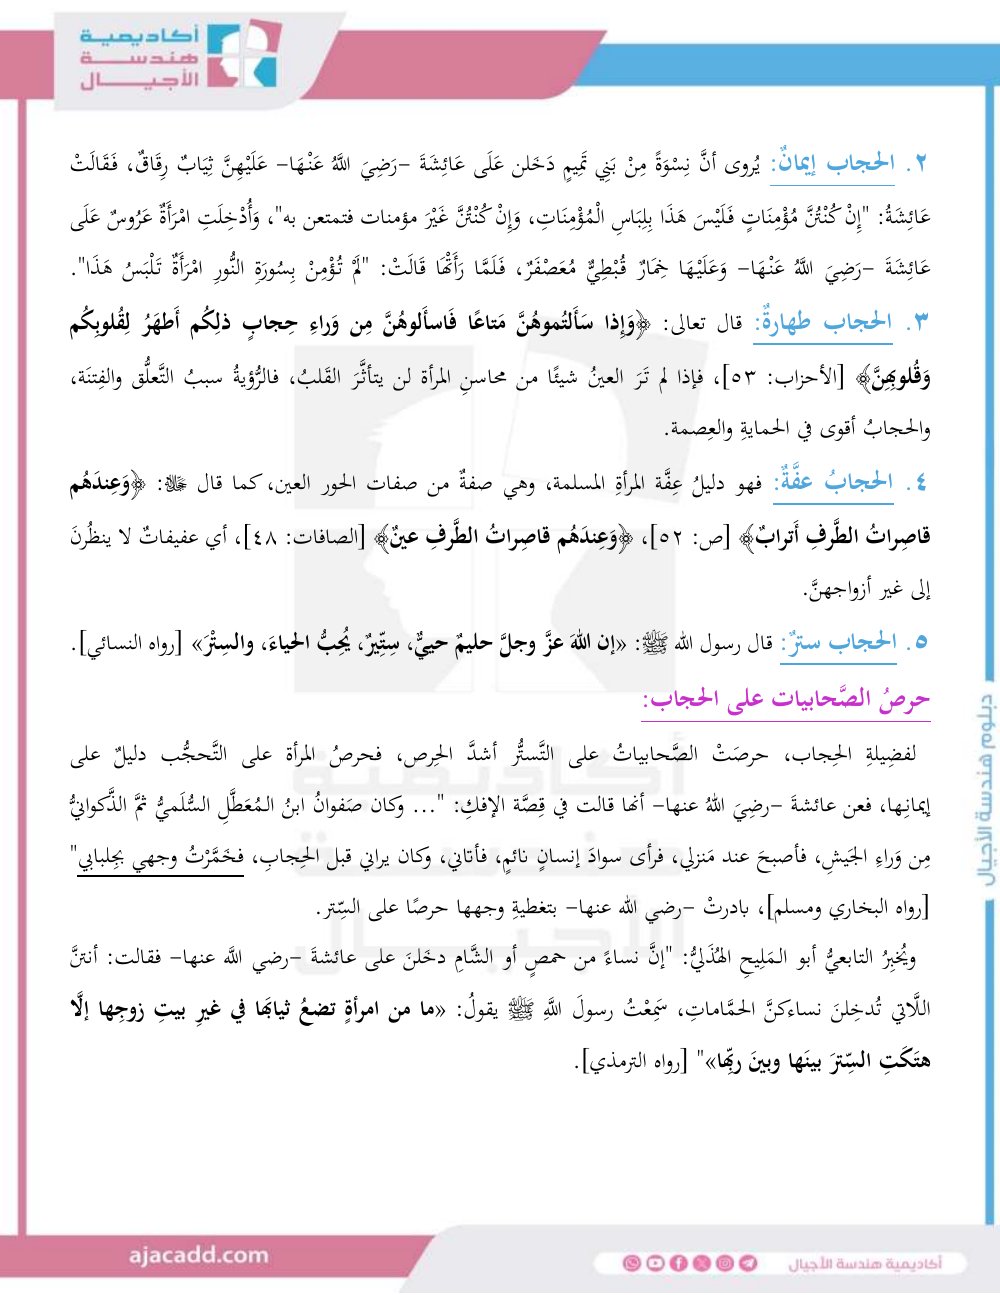 أكاديمية
هندسة
الأجيال
٢. الحجاب إيمانٌ: يُروى أنَّ نِسْوَةً مِنْ بَنِي تَمِيمٍ دَخَلن عَلَى عَائِشَةَ -رَضِيَ اللَّهُ عَنْهَا- عَلَيْهِنَّ ثِيَابٌ رِقَاقٌ، فَقَالَتْ
عَائِشَةُ: "إِنْ كُنْتُنَّ مُؤْمِنَاتٍ فَلَيْسَ هَذَا بِلِبَاسِ الْمُؤْمِنَاتِ، وَإِنْ كُنْتُنَّ غَيْرَ مؤمنات فتمتعن به"، وَأُدْخِلَتِ امْرَأَةٌ عَرُوسٌ عَلَى
عَائِشَةَ -رَضِيَ اللَّهُ عَنْهَا- وَعَلَيْهَا خِمَارٌ قُبْطِيٌّ مُعَصْفَرٌ، فَلَمَّا رَأَتْهَا قَالَتْ: "لَمْ تُؤْمِنْ بِسُورَةِ النُّورِ امْرَأَةٌ تَلْبَسُ هَذَا".
٣. الحجاب طهارةٌ: قال تعالى: ﴿وَإِذا سَأَلتُموهُنَّ مَتاعًا فَاسأَلوهُنَّ مِن وَراءِ حِجابٍ ذلِكُم أَطهَرُ لِقُلوبِكُم
وَقُلوبِهِنَّ﴾ [الأحزاب: ٥٣]، فإذا لم تَرَ العينُ شيئًا من محاسنِ المرأة لن يتأثَّرَ القَلبُ، فالرُّؤيةُ سببُ التَّعلُّق والفِتنَة،
والحجابُ أقوى في الحمايةِ والعِصمة.
٤. الحجابُ عفَّةٌ: فهو دليلُ عِفَّة المرأةِ المسلمة، وهي صفةٌ من صفات الحور العين، كما قال ﷻ: ﴿وَعِندَهُم
قاصِراتُ الطَّرفِ أَترابٌ﴾ [ص: ٥٢]، ﴿وَعِندَهُم قاصِراتُ الطَّرفِ عينٌ﴾ [الصافات: ٤٨]، أي عفيفاتٌ لا ينظُرنَ
إلى غير أزواجهنَّ.
٥. الحجاب سترٌ: قال رسول الله ﷺ: «إن اللهَ عزَّ وجلَّ حليمٌ حييٌّ، سِتِّيرٌ، يُحِبُّ الحياءَ، والسِتْرَ» [رواه النسائي].
حرصُ الصَّحابيات على الحجاب:
لفضيلةِ الحِجاب، حرصَتْ الصَّحابياتُ على التَّستُّر أشدَّ الحِرص، فحرصُ المرأة على التَّحجُّب دليلٌ على
إيمانِها، فعن عائشةَ -رضِيَ اللهُ عنها- أنها قالت في قِصَّة الإفكِ: "... وكان صَفوانُ ابنُ المُعَطَّلِ السُّلَميُّ ثمَّ الذَّكوانيُّ
مِن وَراءِ الجَيشِ، فأصبحَ عند مَنزلي، فرأى سوادَ إنسانٍ نائمٍ، فأتاني، وكان يراني قبل الحِجابِ، فخَمَّرْتُ وجهي بجِلبابي"
[رواه البخاري ومسلم]، بادرتْ -رضي الله عنها- بتغطيةِ وجهها حرصًا على السِّتر.
ويُخبِرُ التابعيُّ أبو المَلِيحِ الهُذَليُّ: "إنَّ نساءً من حمصٍ أو الشَّامِ دخَلنَ على عائشةَ -رضي الله عنها- فقالت: أنتنَّ
اللَّاتي تُدخِلنَ نساءَكنَّ الحمَّاماتِ، سَمِعْتُ رسولَ اللَّهِ ﷺ يقولُ: «ما من امرأةٍ تضعُ ثيابَها في غيرِ بيتِ زوجِها إلَّا
هتَكَتِ السِّترَ بينَها وبينَ ربِّها»" [رواه الترمذي].
دبلوم هندسة الأجيال
ajacadd.com
أكاديمية هندسة الأجيال